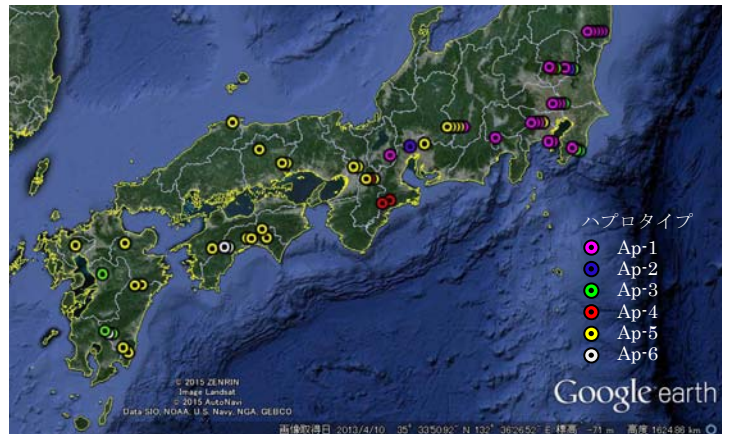 ハプロタイプ
Ap-1
Ap-2
Ap-3
Ap-4
Ap-5
Ap-6
© 2015 ZENRIN
Image Landsat
© 2015 AutoNavi
Data SIO, NOAA, U.S. Navy, NGA, GEBCO
Google earth
画像取得日 2013/4/10 35° 33'50.92" N 132° 36'26.52" E 標高 -71 m 高度 1624.86 km